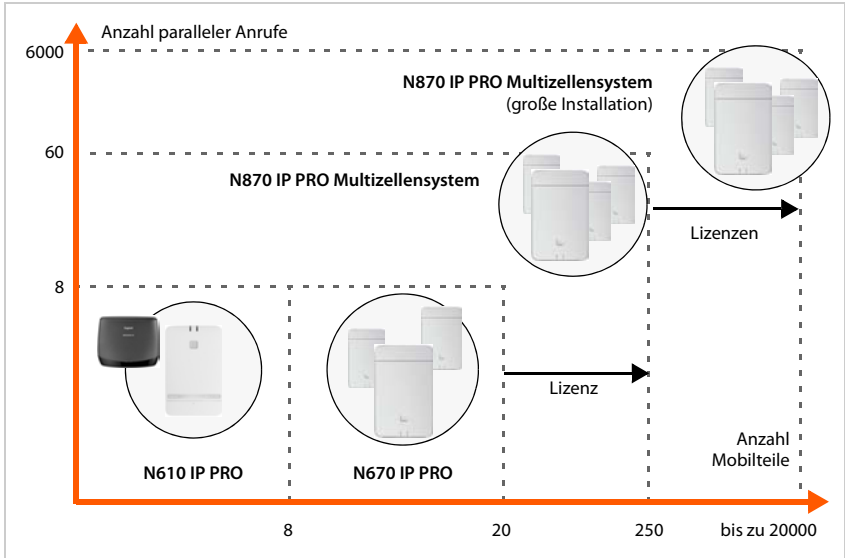 Anzahl paralleler Anrufe
6000
N870 IP PRO Multizellensystem
(große Installation)
60
N870 IP PRO Multizellensystem
Lizenzen
8
Lizenz
Anzahl
Mobilteile
N610 IP PRO
N670 IP PRO
8
20
250
bis zu 20000